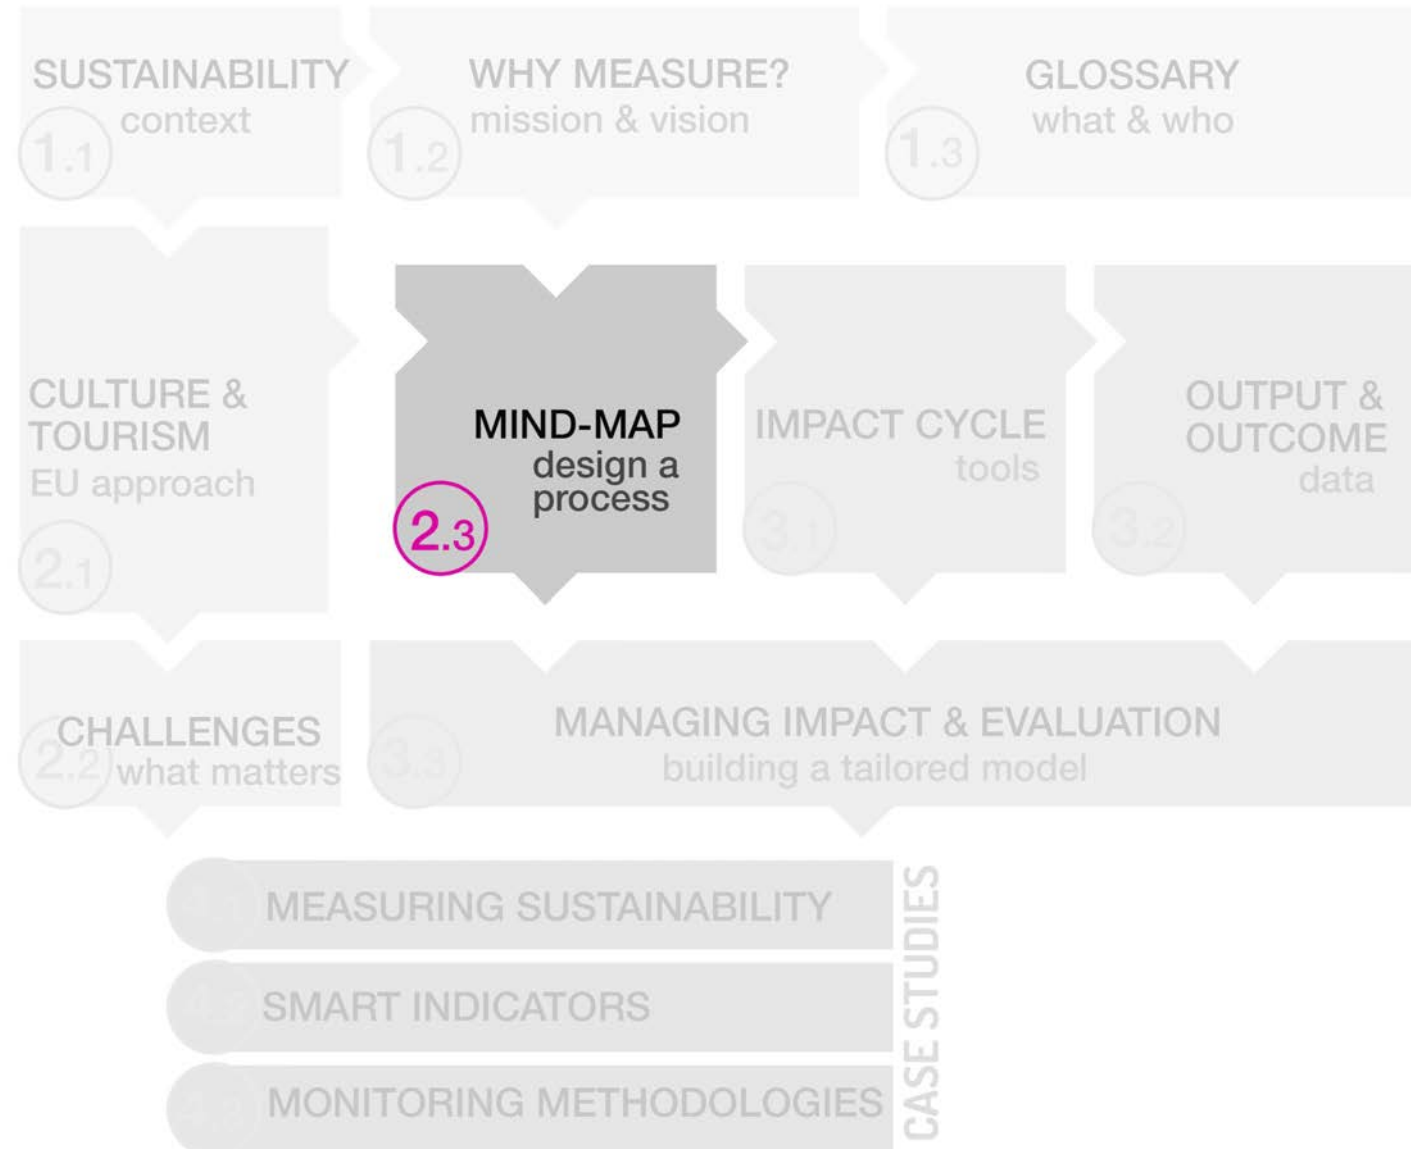 SUSTAINABILITY
context
1.1
WHY MEASURE?
mission & vision
1.2
GLOSSARY
what & who
1.3
CULTURE &
TOURISM
EU approach
2.1
MIND-MAP
design a
process
2.3
IMPACT CYCLE
tools
3.1
OUTPUT &
OUTCOME
data
3.2
CHALLENGES
what matters
2.2
MANAGING IMPACT & EVALUATION
building a tailored model
3.3
MEASURING SUSTAINABILITY
SMART INDICATORS
MONITORING METHODOLOGIES
CASE STUDIES